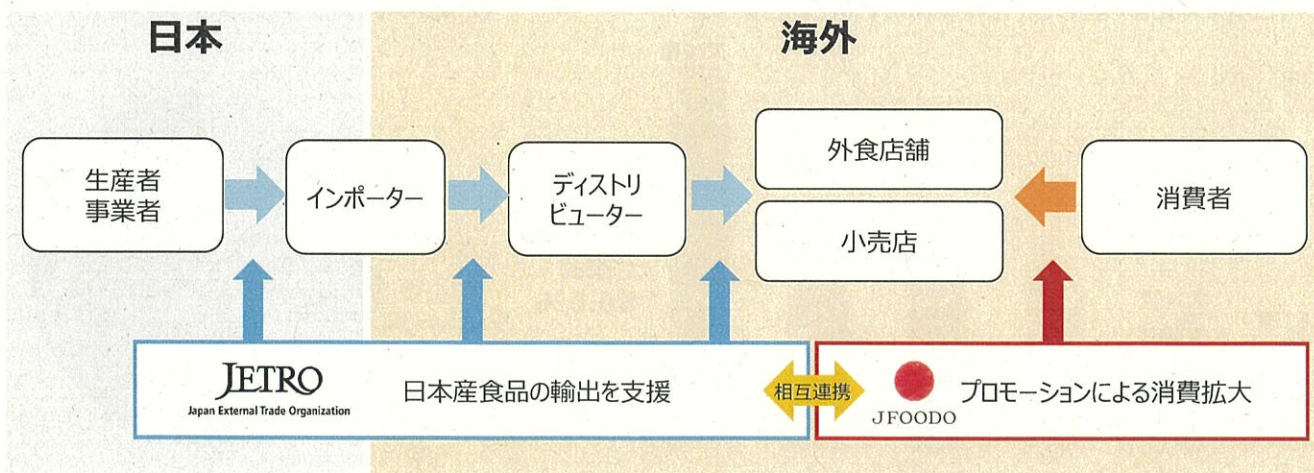 日本
海外
生産者
事業者
インポーター
ディストリ
ビューター
外食店舗
小売店
消費者
JETRO
Japan External Trade Organization
日本産食品の輸出を支援
相互連携
JFOODO
プロモーションによる消費拡大